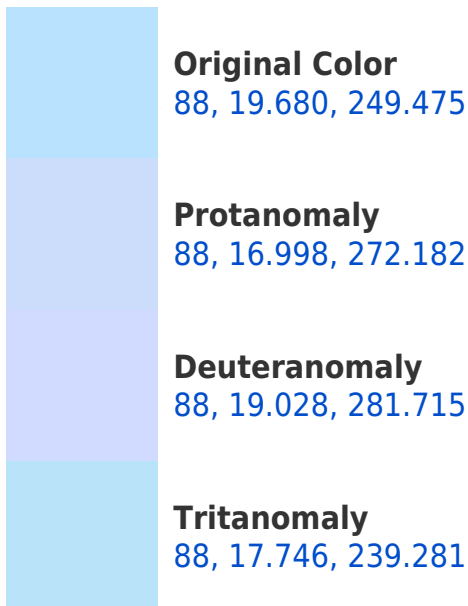 Original Color
88, 19.680, 249.475
Protanomaly
88, 16.998, 272.182
Deuteranomaly
88, 19.028, 281.715
Tritanomaly
88, 17.746, 239.281